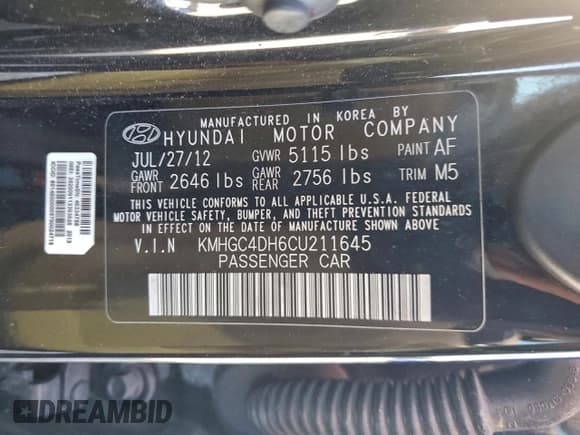 MANUFACTURED IN KOREA BY
HYUNDAI MOTOR COMPANY
JUL/27/12 GVWR 5115 lbs PAINT AF
GAWR FRONT 2646 lbs GAWR REAR 2756 lbs TRIM M5
THIS VEHICLE CONFORMS TO ALL APPLICABLE U.S.A. FEDERAL
MOTOR VEHICLE SAFETY, BUMPER, AND THEFT PREVENTION
STANDARDS IN EFFECT ON THE DATE OF MANUFACTURE SHOWN ABOVE
V.I.N KMHGC4DH6CU211645
PASSENGER CAR
DREAMBID